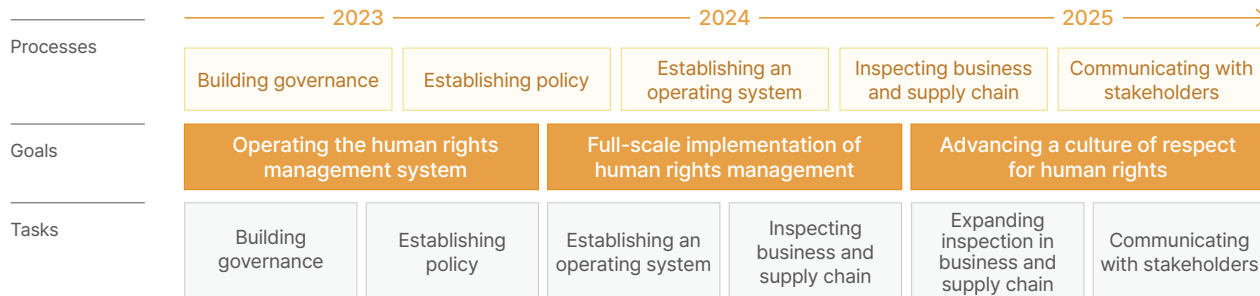 2023
2024
2025
Processes
Building governance
Establishing policy
Establishing an
operating system
Inspecting business
and supply chain
Communicating with
stakeholders
Goals
Operating the human rights
management system
Full-scale implementation of
human rights management
Advancing a culture of respect
for human rights
Tasks
Building
governance
Establishing
policy
Establishing an
operating system
Inspecting
business and
supply chain
Expanding
inspection in
business and
supply chain
Communicating
with stakeholders